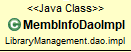 <<Java Class>>
MembInfoDaoImpl
LibraryManagement.dao.impl